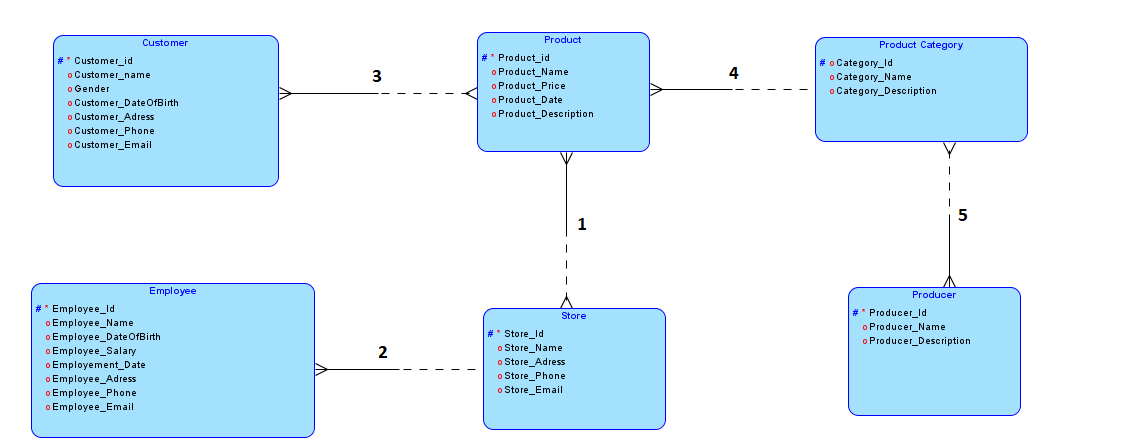 Customer
# * Customer_id
o Customer_name
o Gender
o Customer_DateOfBirth
o Customer_Adress
o Customer_Phone
o Customer_Email
3
Product
# * Product_id
o Product_Name
o Product_Price
o Product_Date
o Product_Description
4
Product Category
# o Category_Id
o Category_Name
o Category_Description
1
5
Employee
# * Employee_Id
o Employee_Name
o Employee_DateOfBirth
o Employee_Salary
o Employement_Date
o Employee_Adress
o Employee_Phone
o Employee_Email
2
Store
# * Store_Id
o Store_Name
o Store_Adress
o Store_Phone
o Store_Email
Producer
# * Producer_Id
o Producer_Name
o Producer_Description